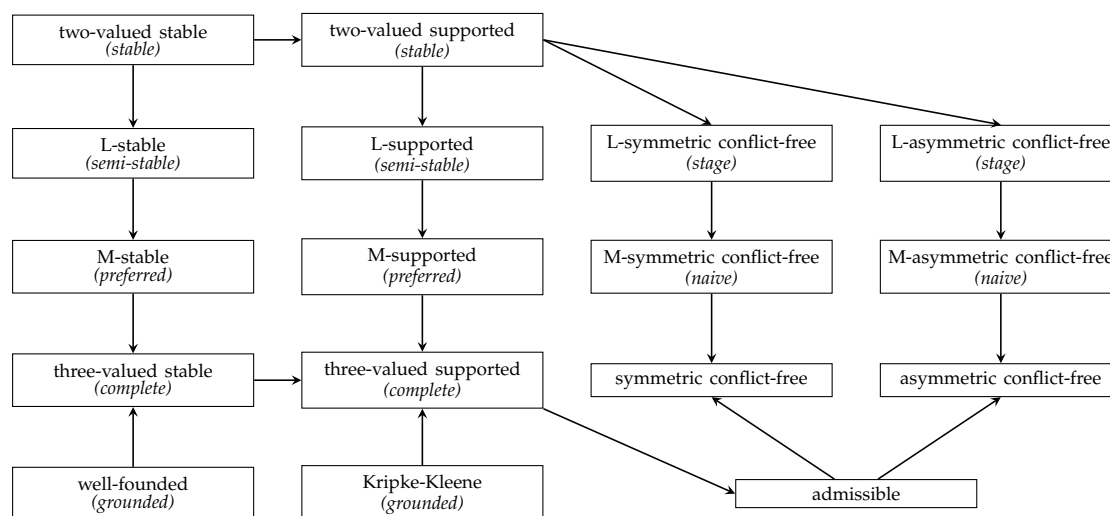 two-valued stable
(stable)
two-valued supported
(stable)
L-stable
(semi-stable)
L-supported
(semi-stable)
L-symmetric conflict-free
(stage)
L-asymmetric conflict-free
(stage)
M-stable
(preferred)
M-supported
(preferred)
M-symmetric conflict-free
(naive)
M-asymmetric conflict-free
(naive)
three-valued stable
(complete)
three-valued supported
(complete)
symmetric conflict-free
asymmetric conflict-free
well-founded
(grounded)
Kripke-Kleene
(grounded)
admissible